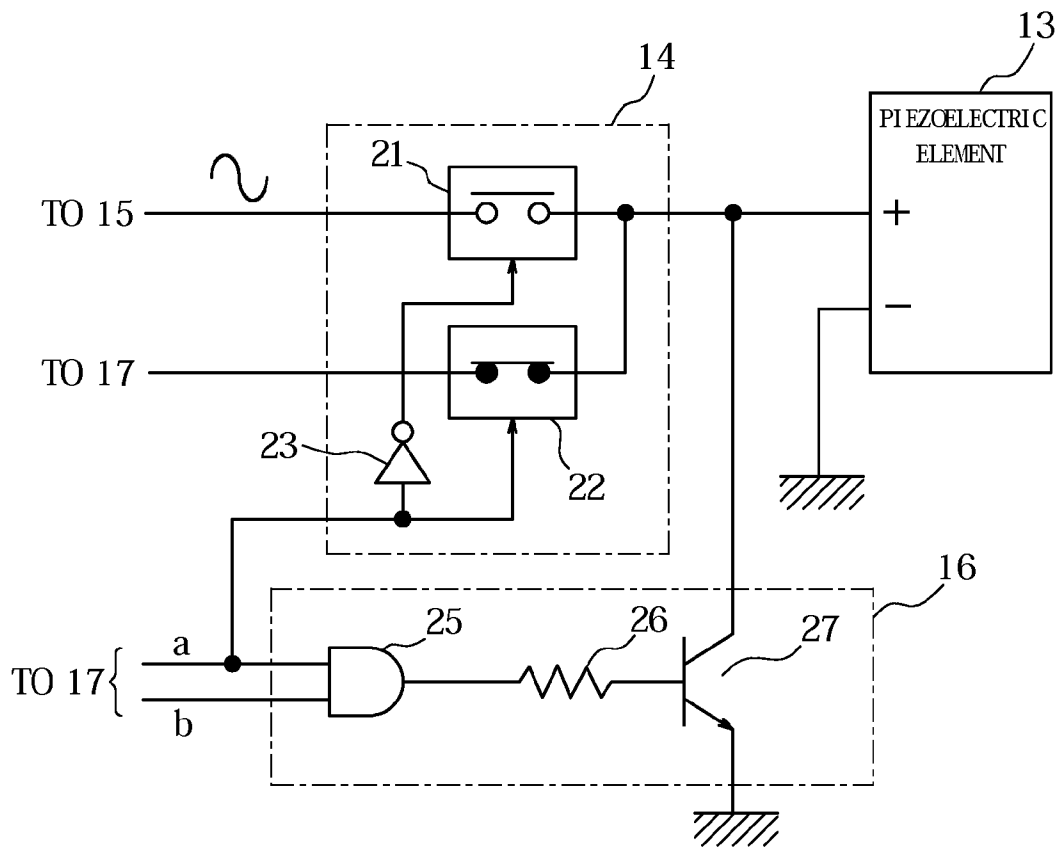 13
14
PIEZOELECTRIC
ELEMENT
21
TO 15
+
−
TO 17
23
22
16
25
26
27
a
TO 17
b